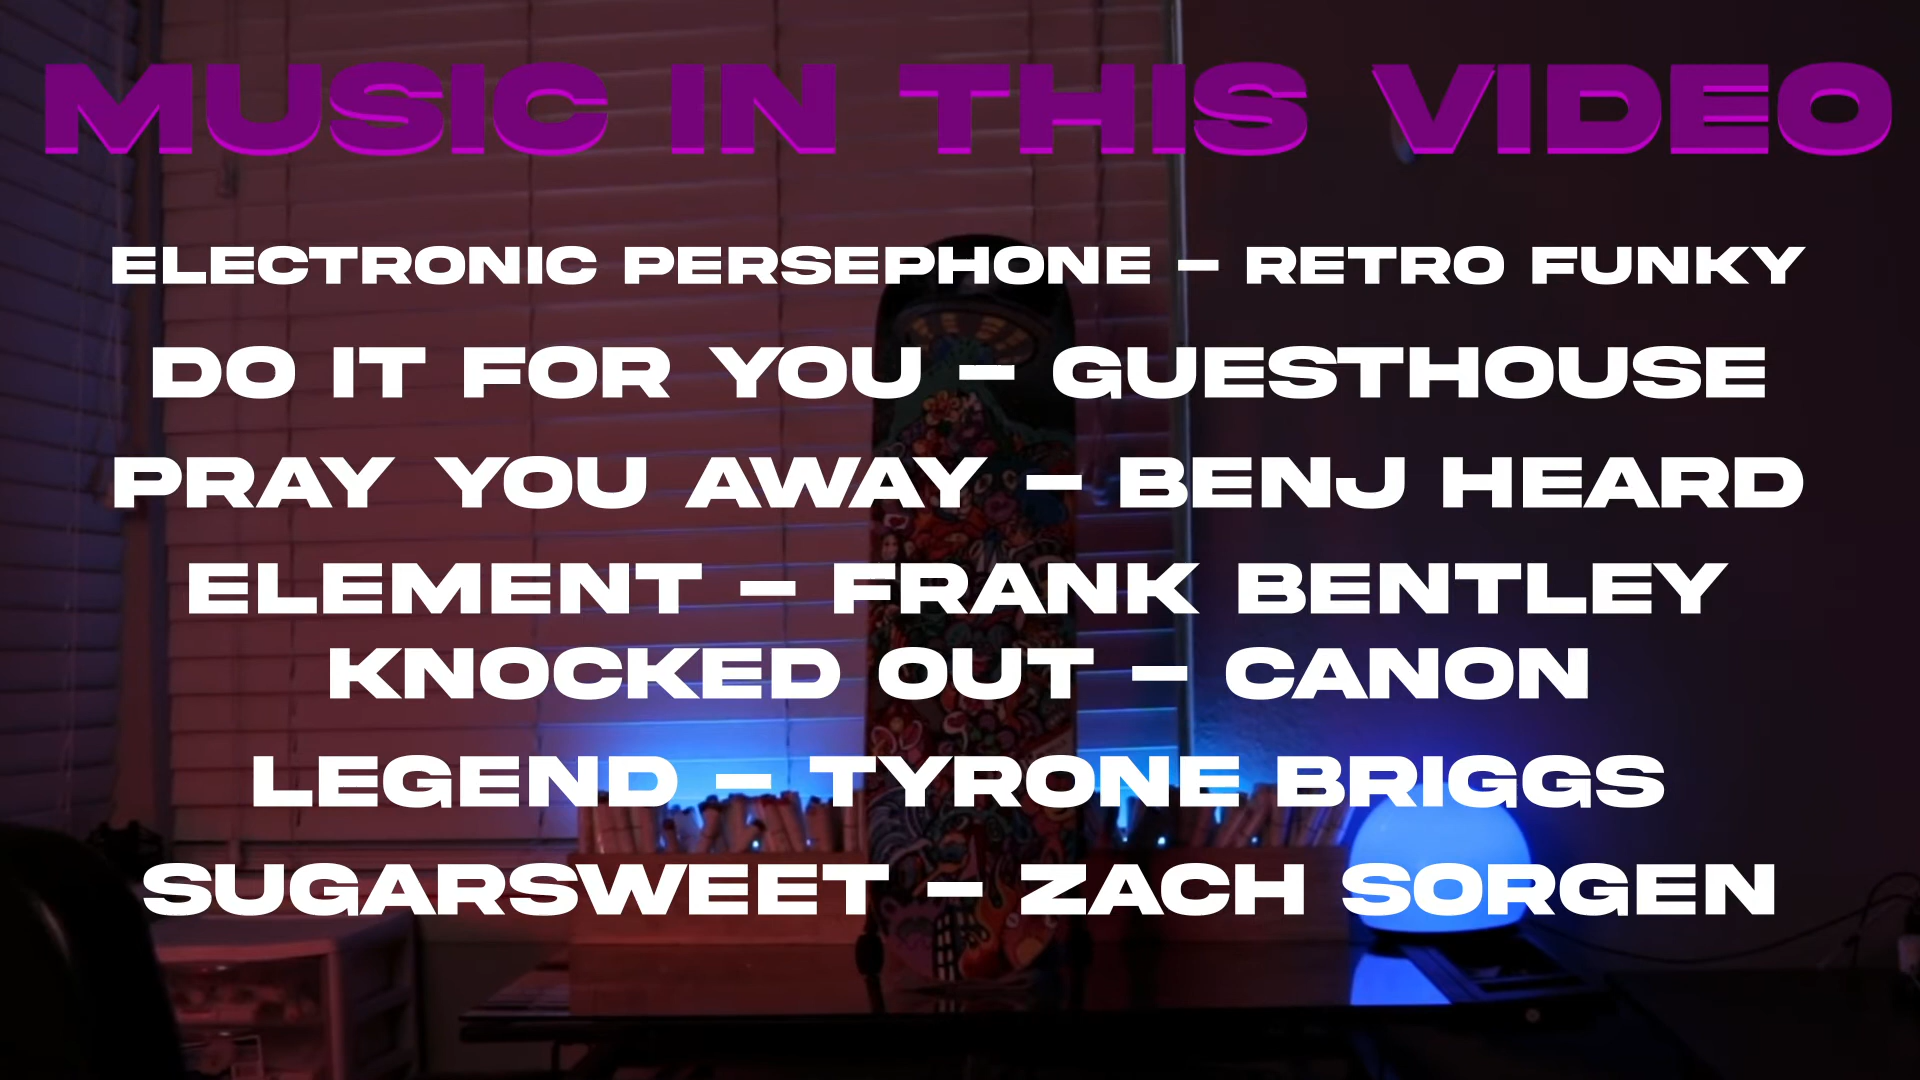 MUSIC IN THIS VIDEO
ELECTRONIC PERSEPHONE - RETRO FUNKY
DO IT FOR YOU - GUESTHOUSE
PRAY YOU AWAY - BENJ HEARD
ELEMENT - FRANK BENTLEY
KNOCKED OUT - CANON
LEGEND - TYRONE BRIGGS
SUGARSWEET - ZACH SORGEN